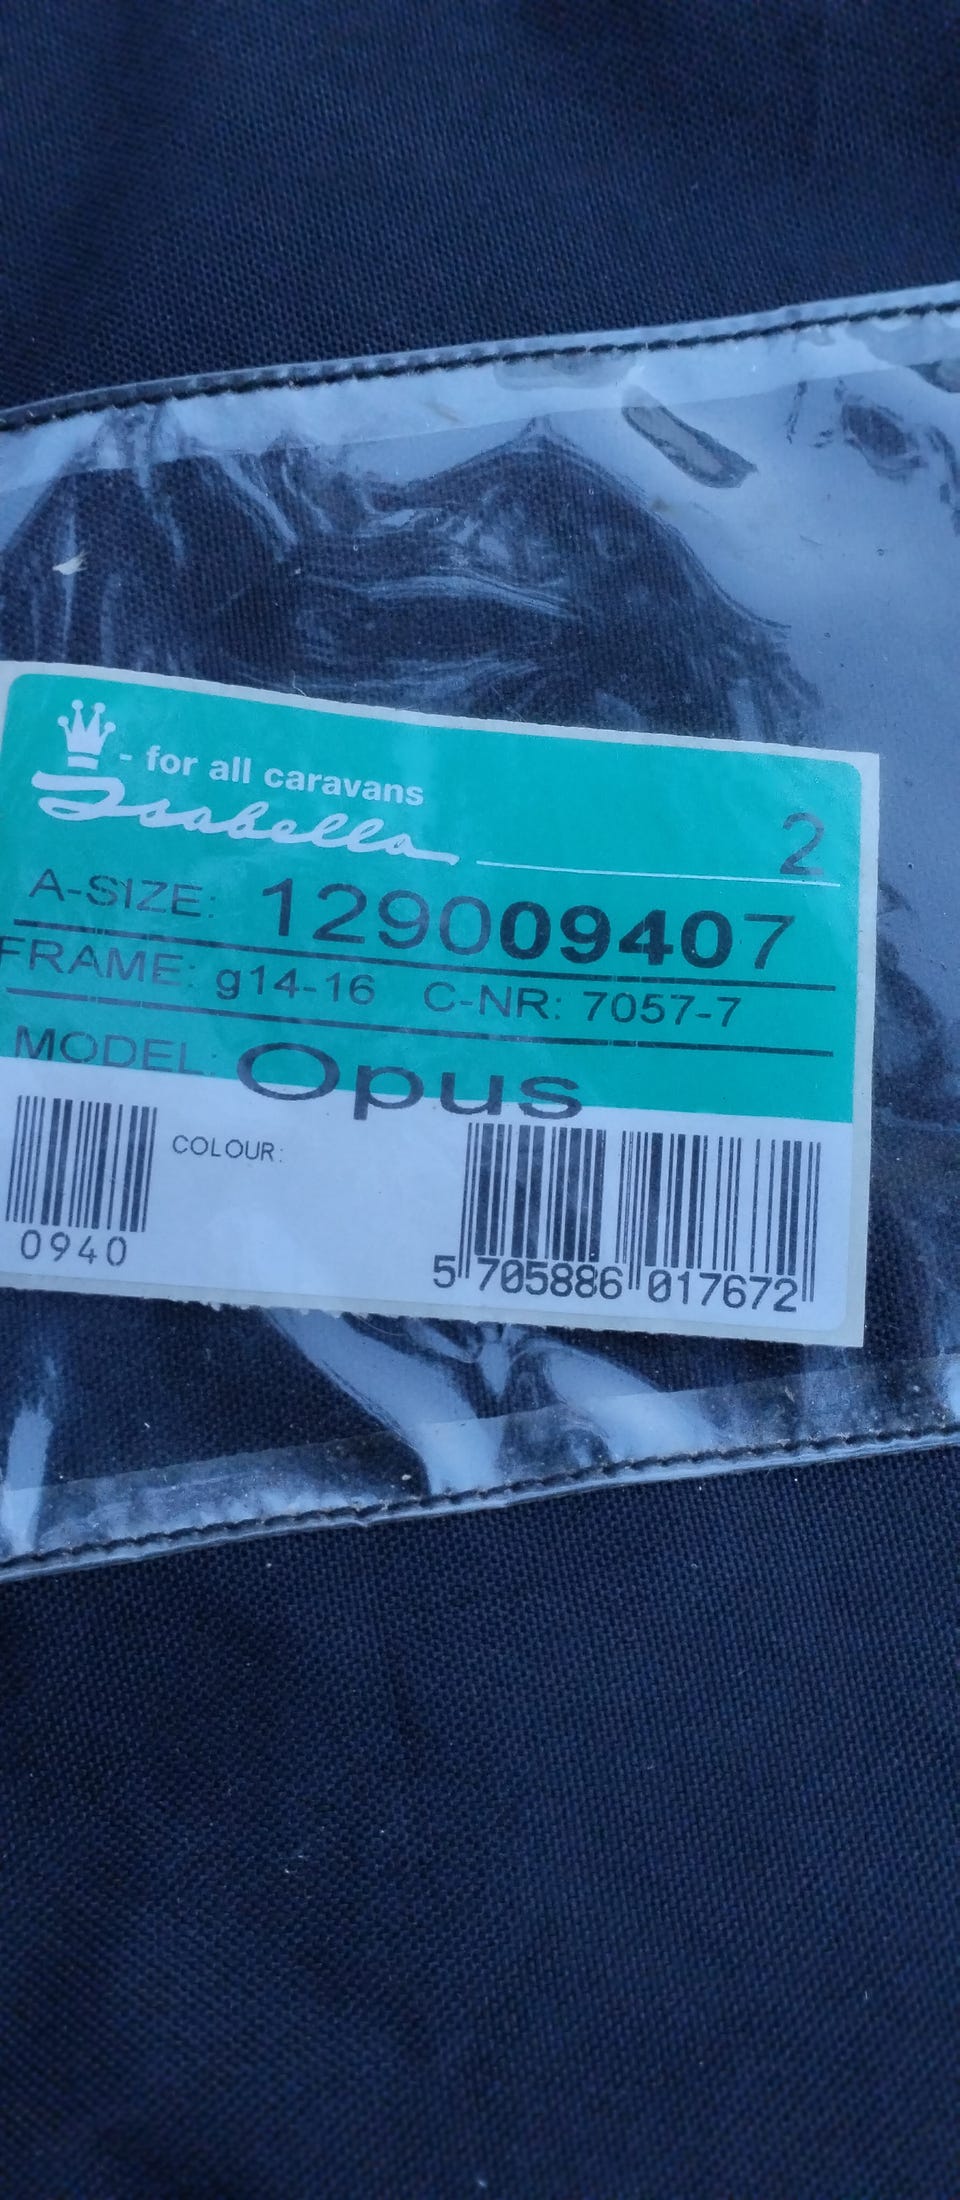 - for all caravans
Isabella
2
A-SIZE: 129009407
FRAME: g14-16 C-NR: 7057-7
MODEL: Opus
COLOUR:
0940
5 705886 017672